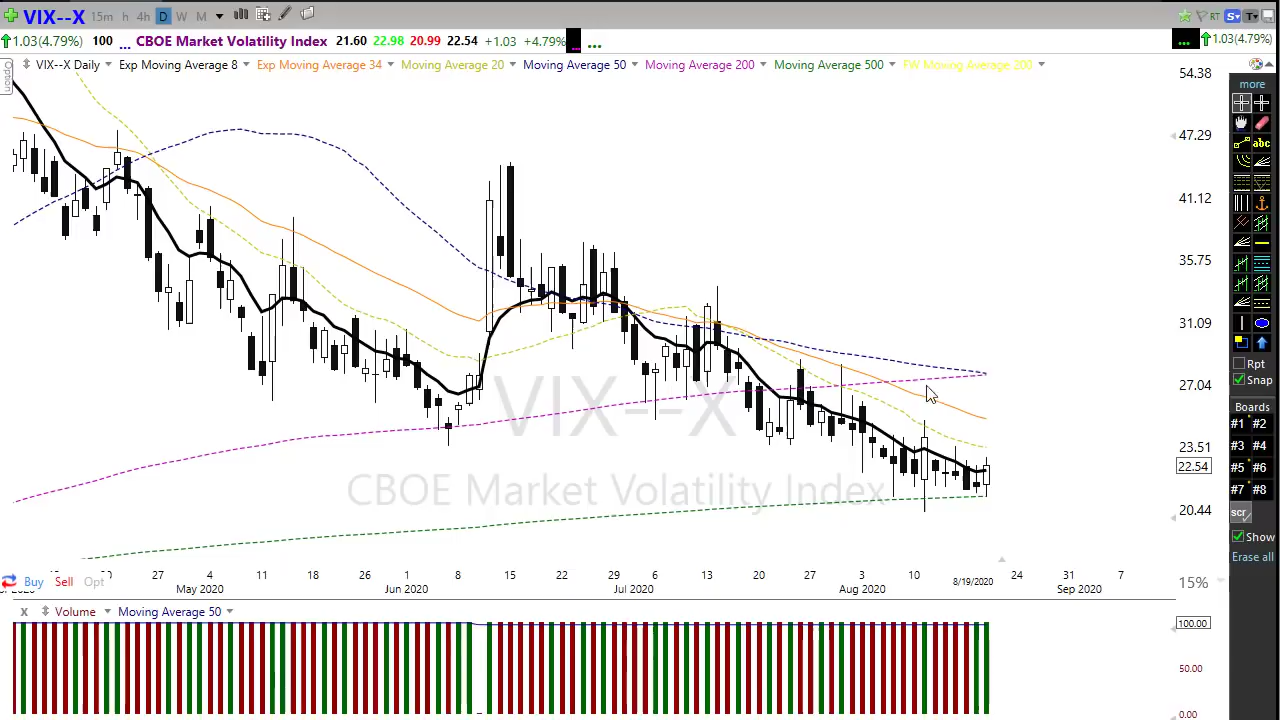 VIX--X 15m h 4h D W M RT S T
1.03(4.79%) 100 ... CBOE Market Volatility Index 21.60 22.98 20.99 22.54 +1.03 +4.79% ... ... 1.03(4.79%)
Option
VIX--X Daily Exp Moving Average 8 Exp Moving Average 34 Moving Average 20 Moving Average 50 Moving Average 200 Moving Average 500 FW Moving Average 200
54.38
47.29
41.12
35.75
31.09
27.04
23.51
22.54
20.44
VIX--X
CBOE Market Volatility Index
more
abc
Rpt
Snap
Boards
#1 #2
#3 #4
#5 #6
#7 #8
scr
Show
Erase all
27 4 11 18 26 1 8 15 22 29 6 13 20 27 3 10 24 31 7
May 2020 Jun 2020 Jul 2020 Aug 2020 8/19/2020 Sep 2020
Buy Sell Opt 15%
x Volume Moving Average 50
100.00
50.00
0.00